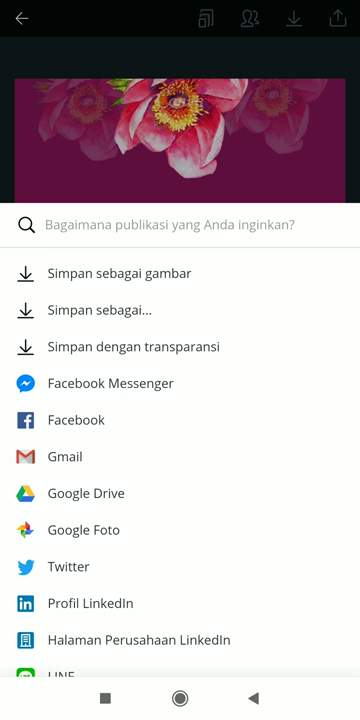 Bagaimana publikasi yang Anda inginkan?
Simpan sebagai gambar
Simpan sebagai...
Simpan dengan transparansi
Facebook Messenger
Facebook
Gmail
Google Drive
Google Foto
Twitter
Profil LinkedIn
Halaman Perusahaan LinkedIn
LINE